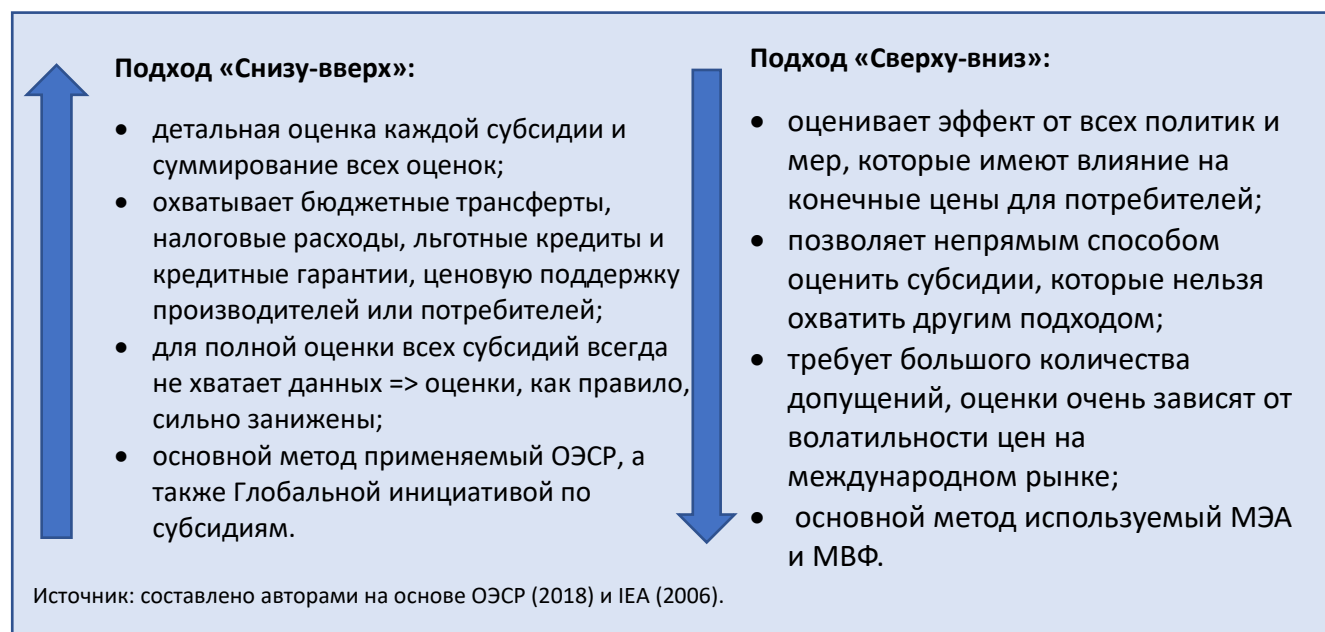 Подход «Снизу-вверх»:
• детальная оценка каждой субсидии и
суммирование всех оценок;
• охватывает бюджетные трансферты,
налоговые расходы, льготные кредиты и
кредитные гарантии, ценовую поддержку
производителей или потребителей;
• для полной оценки всех субсидий всегда
не хватает данных => оценки, как правило,
сильно занижены;
• основной метод применяемый ОЭСР, а
также Глобальной инициативой по
субсидиям.
Подход «Сверху-вниз»:
• оценивает эффект от всех политик и
мер, которые имеют влияние на
конечные цены для потребителей;
• позволяет непрямым способом
оценить субсидии, которые нельзя
охватить другим подходом;
• требует большого количества
допущений, оценки очень зависят от
волатильности цен на
международном рынке;
• основной метод используемый МЭА
и МВФ.
Источник: составлено авторами на основе ОЭСР (2018) и IEA (2006).